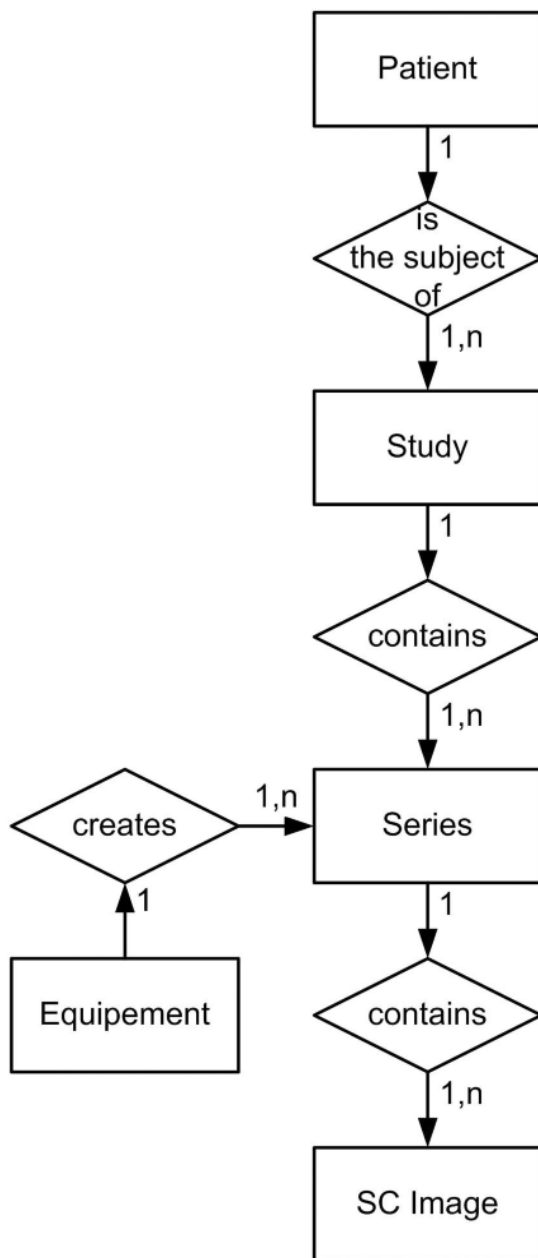 Patient
1
is
the subject
of
1,n
Study
1
contains
1,n
creates
1,n
Series
1
1
Equipement
contains
1,n
SC Image